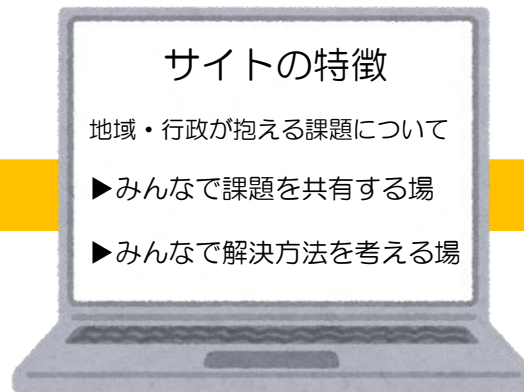 サイトの特徴
地域・行政が抱える課題について
▶みんなで課題を共有する場
▶みんなで解決方法を考える場